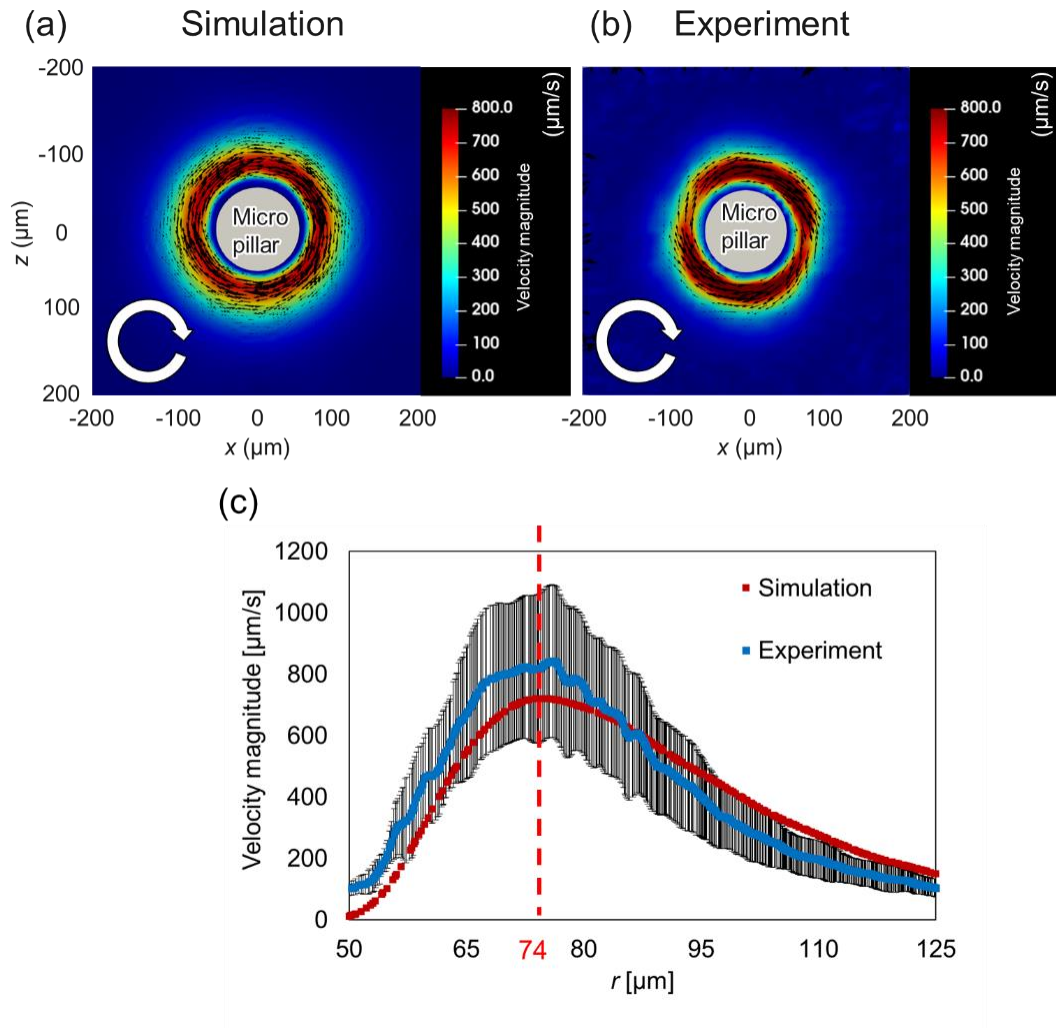 (a) Simulation
(b) Experiment
-200
-100
0
100
200
z (µm)
Micro
pillar
-200 -100 0 100 200
x (µm)
(µm/s)
800.0
700
600
500
400
300
200
100
0.0
Velocity magnitude
Micro
pillar
-200 -100 0 100 200
x (µm)
(µm/s)
800.0
700
600
500
400
300
200
100
0.0
Velocity magnitude
(c)
1200
1000
800
600
400
200
0
Velocity magnitude [µm/s]
Simulation
Experiment
50 65 74 80 95 110 125
r [µm]